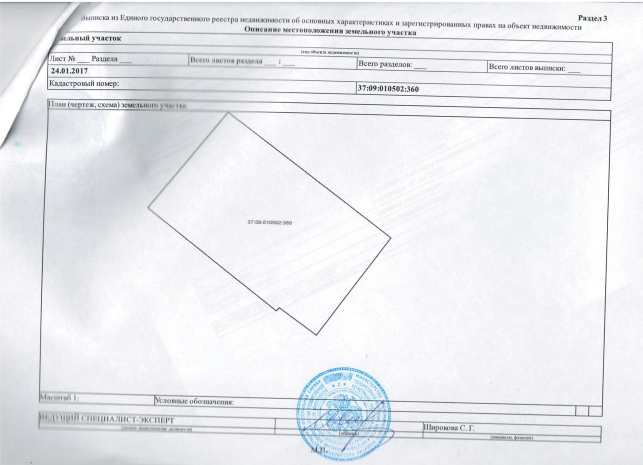 Выписка из Единого государственного реестра недвижимости об основных характеристиках и зарегистрированных правах на объект недвижимости
Раздел 3
Описание местоположения земельного участка
земельный участок
(вид объекта недвижимости)
Лист № ___ Раздела ___ Всего листов раздела ___ : ___ Всего разделов: ___ Всего листов выписки: ___
24.01.2017
Кадастровый номер: 37:09:010502:360
План (чертеж, схема) земельного участка
37:09:010502:360
Масштаб 1: Условные обозначения:
ВЕДУЩИЙ СПЕЦИАЛИСТ-ЭКСПЕРТ Широкова С. Г.
(полное наименование должности) (подпись) (инициалы, фамилия)
М.П.